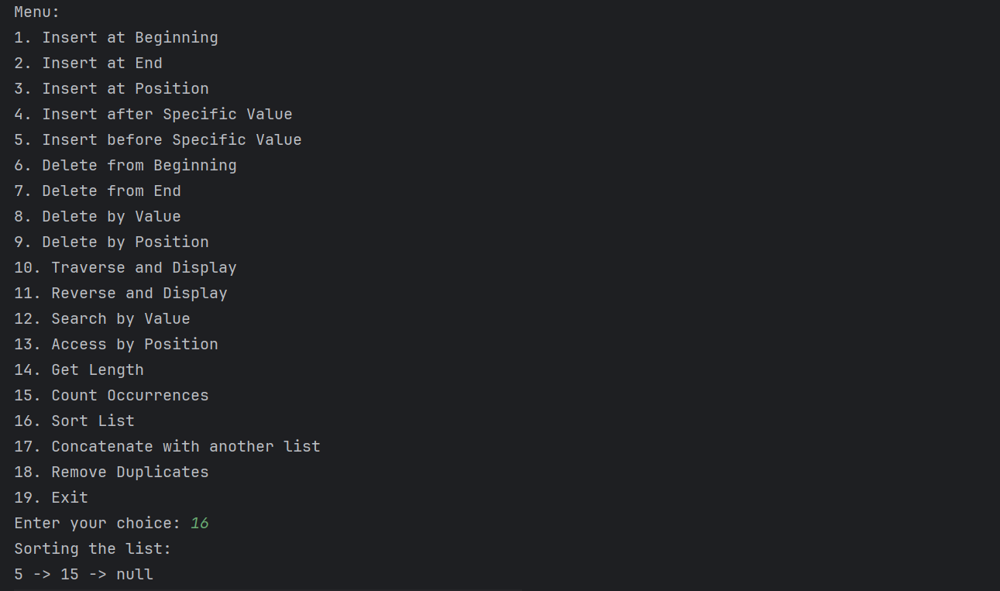 Menu:
1. Insert at Beginning
2. Insert at End
3. Insert at Position
4. Insert after Specific Value
5. Insert before Specific Value
6. Delete from Beginning
7. Delete from End
8. Delete by Value
9. Delete by Position
10. Traverse and Display
11. Reverse and Display
12. Search by Value
13. Access by Position
14. Get Length
15. Count Occurrences
16. Sort List
17. Concatenate with another list
18. Remove Duplicates
19. Exit
Enter your choice: 16
Sorting the list:
5 -> 15 -> null